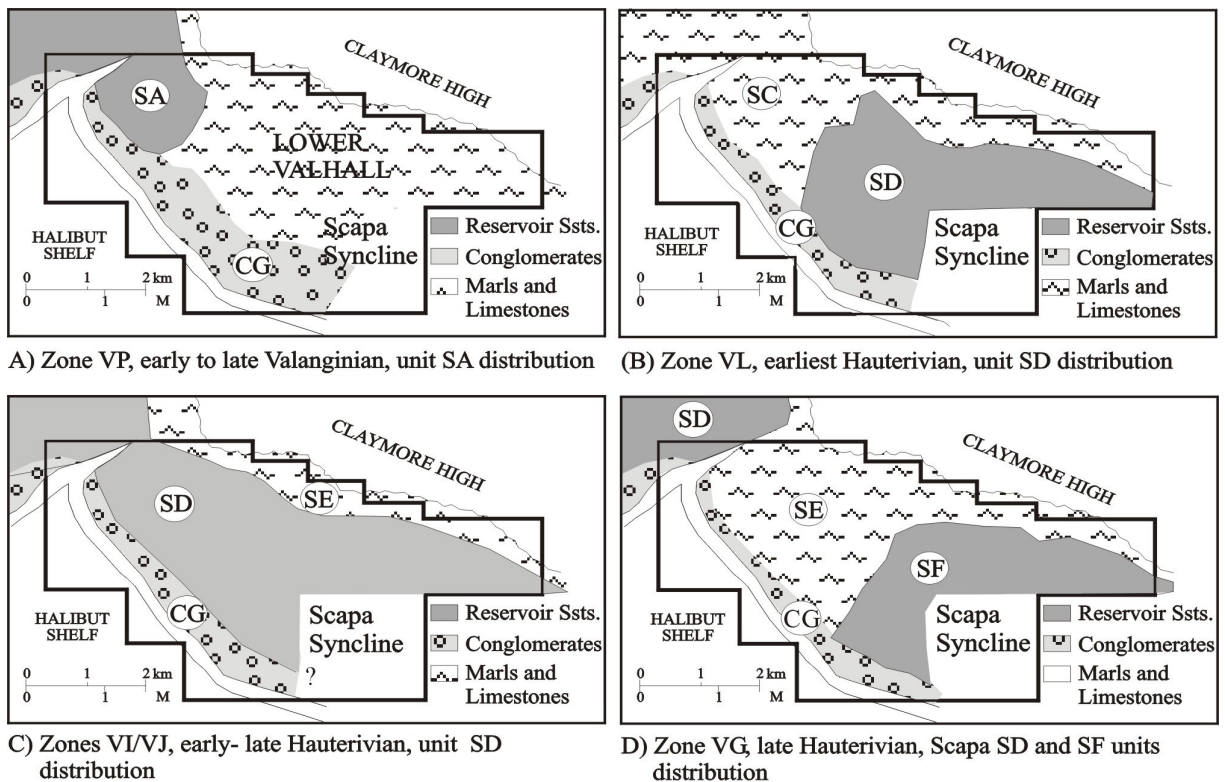 CLAYMORE HIGH
SA
LOWER
VALHALL
Scapa
Syncline
CG
HALIBUT
SHELF
0 1 2 km
0 1 M
Reservoir Ssts.
Conglomerates
Marls and
Limestones
A) Zone VP, early to late Valanginian, unit SA distribution
CLAYMORE HIGH
SC
SD
CG
Scapa
Syncline
HALIBUT
SHELF
0 1 2 km
0 1 M
Reservoir Ssts.
Conglomerates
Marls and
Limestones
(B) Zone VL, earliest Hauterivian, unit SD distribution
CLAYMORE HIGH
SD
SE
CG
Scapa
Syncline
?
HALIBUT
SHELF
0 1 2 km
0 1 M
Reservoir Ssts.
Conglomerates
Marls and
Limestones
C) Zones VI/VJ, early- late Hauterivian, unit SD
distribution
SD
CLAYMORE HIGH
SE
SF
CG
Scapa
Syncline
HALIBUT
SHELF
0 1 2 km
0 1 M
Reservoir Ssts.
Conglomerates
Marls and
Limestones
D) Zone VG, late Hauterivian, Scapa SD and SF units
distribution